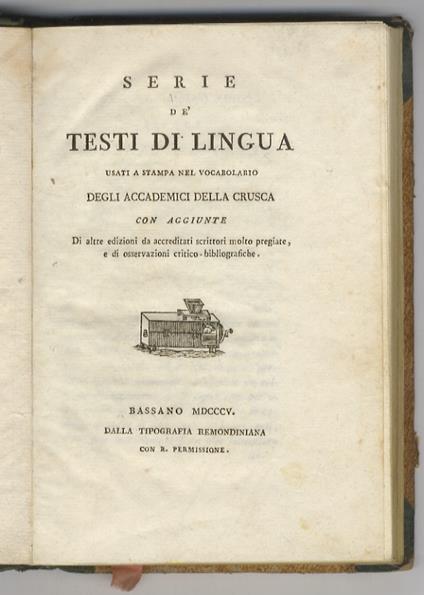 SERIE
DE'
TESTI DI LINGUA
USATI A STAMPA NEL VOCABOLARIO
DEGLI ACCADEMICI DELLA CRUSCA
CON AGGIUNTE
Di altre edizioni da accreditati scrittori molto pregiate,
e di osservazioni critico-bibliografiche.
BASSANO MDCCCV.
DALLA TIPOGRAFIA REMONDINIANA
CON R. PERMISSIONE.